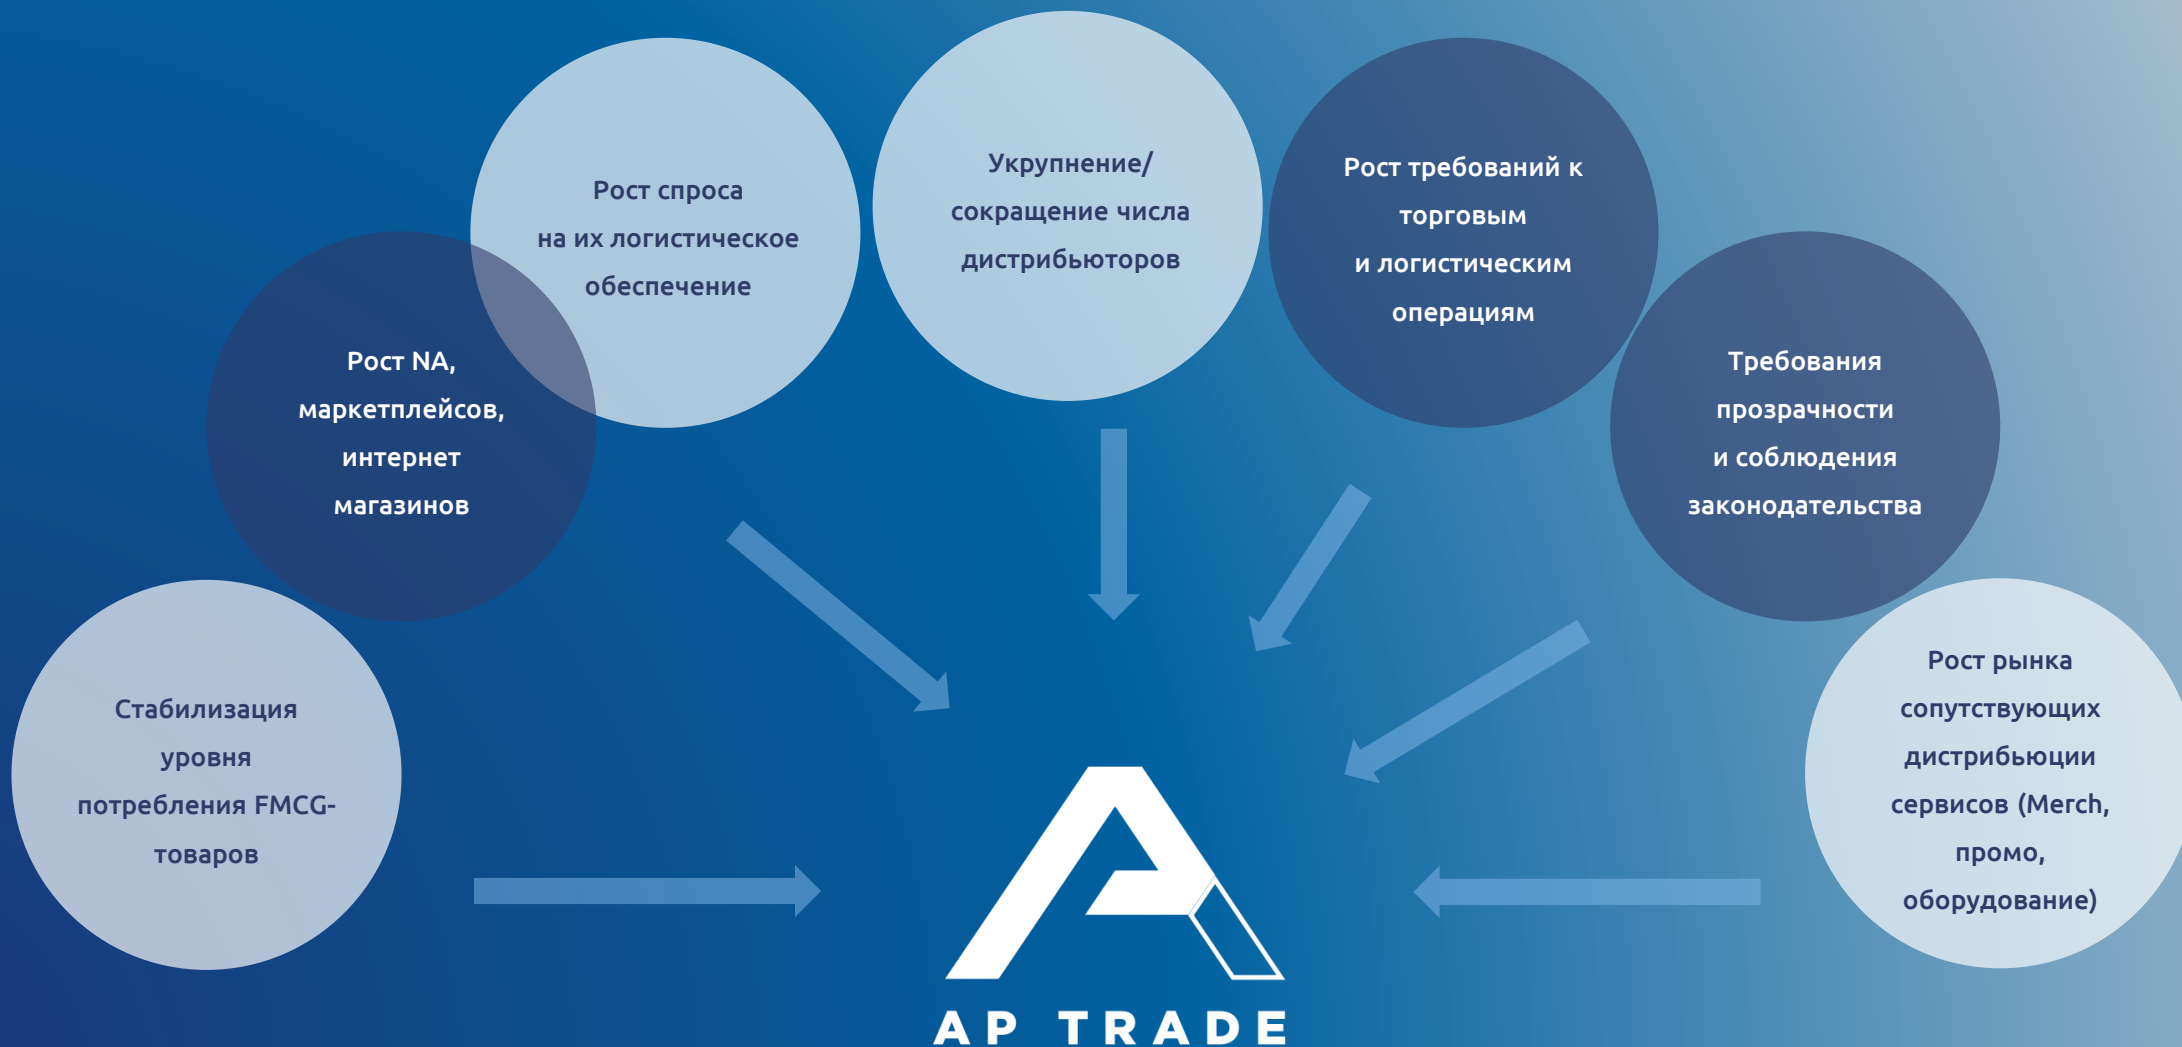 Стабилизация
уровня
потребления FMCG-
товаров
Рост NA,
маркетплейсов,
интернет
магазинов
Рост спроса
на их логистическое
обеспечение
Укрупнение/
сокращение числа
дистрибьюторов
Рост требований к
торговым
и логистическим
операциям
Требования
прозрачности
и соблюдения
законодательства
Рост рынка
сопутствующих
дистрибьюции
сервисов (Merch,
промо,
оборудование)
AP TRADE